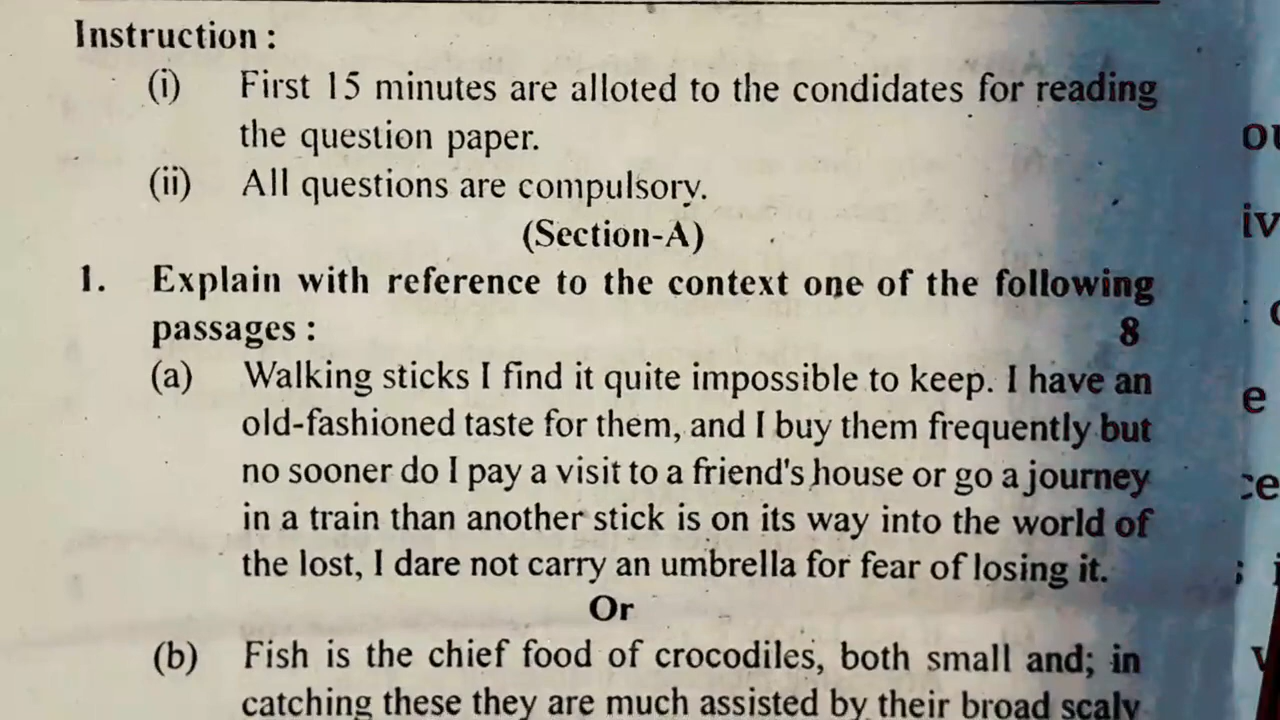 Instruction :
(i) First 15 minutes are alloted to the condidates for reading
the question paper.
(ii) All questions are compulsory.
(Section-A)
1. Explain with reference to the context one of the following
passages : 8
(a) Walking sticks I find it quite impossible to keep. I have an
old-fashioned taste for them, and I buy them frequently but
no sooner do I pay a visit to a friend's house or go a journey
in a train than another stick is on its way into the world of
the lost, I dare not carry an umbrella for fear of losing it.
Or
(b) Fish is the chief food of crocodiles, both small and; in
catching these they are much assisted by their broad scaly